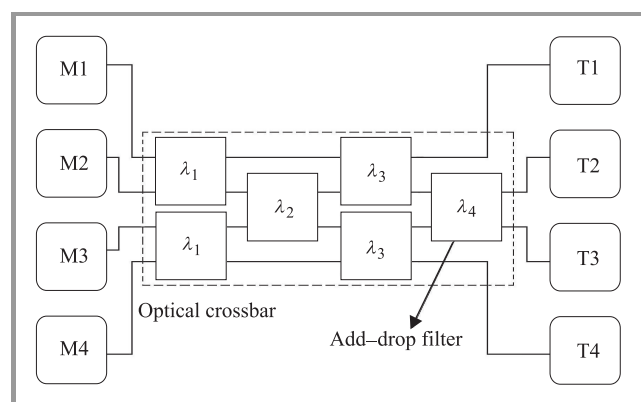 M1
T1
M2
λ1
λ3
T2
λ2
λ4
M3
λ1
λ3
T3
Optical crossbar
M4
Add–drop filter
T4